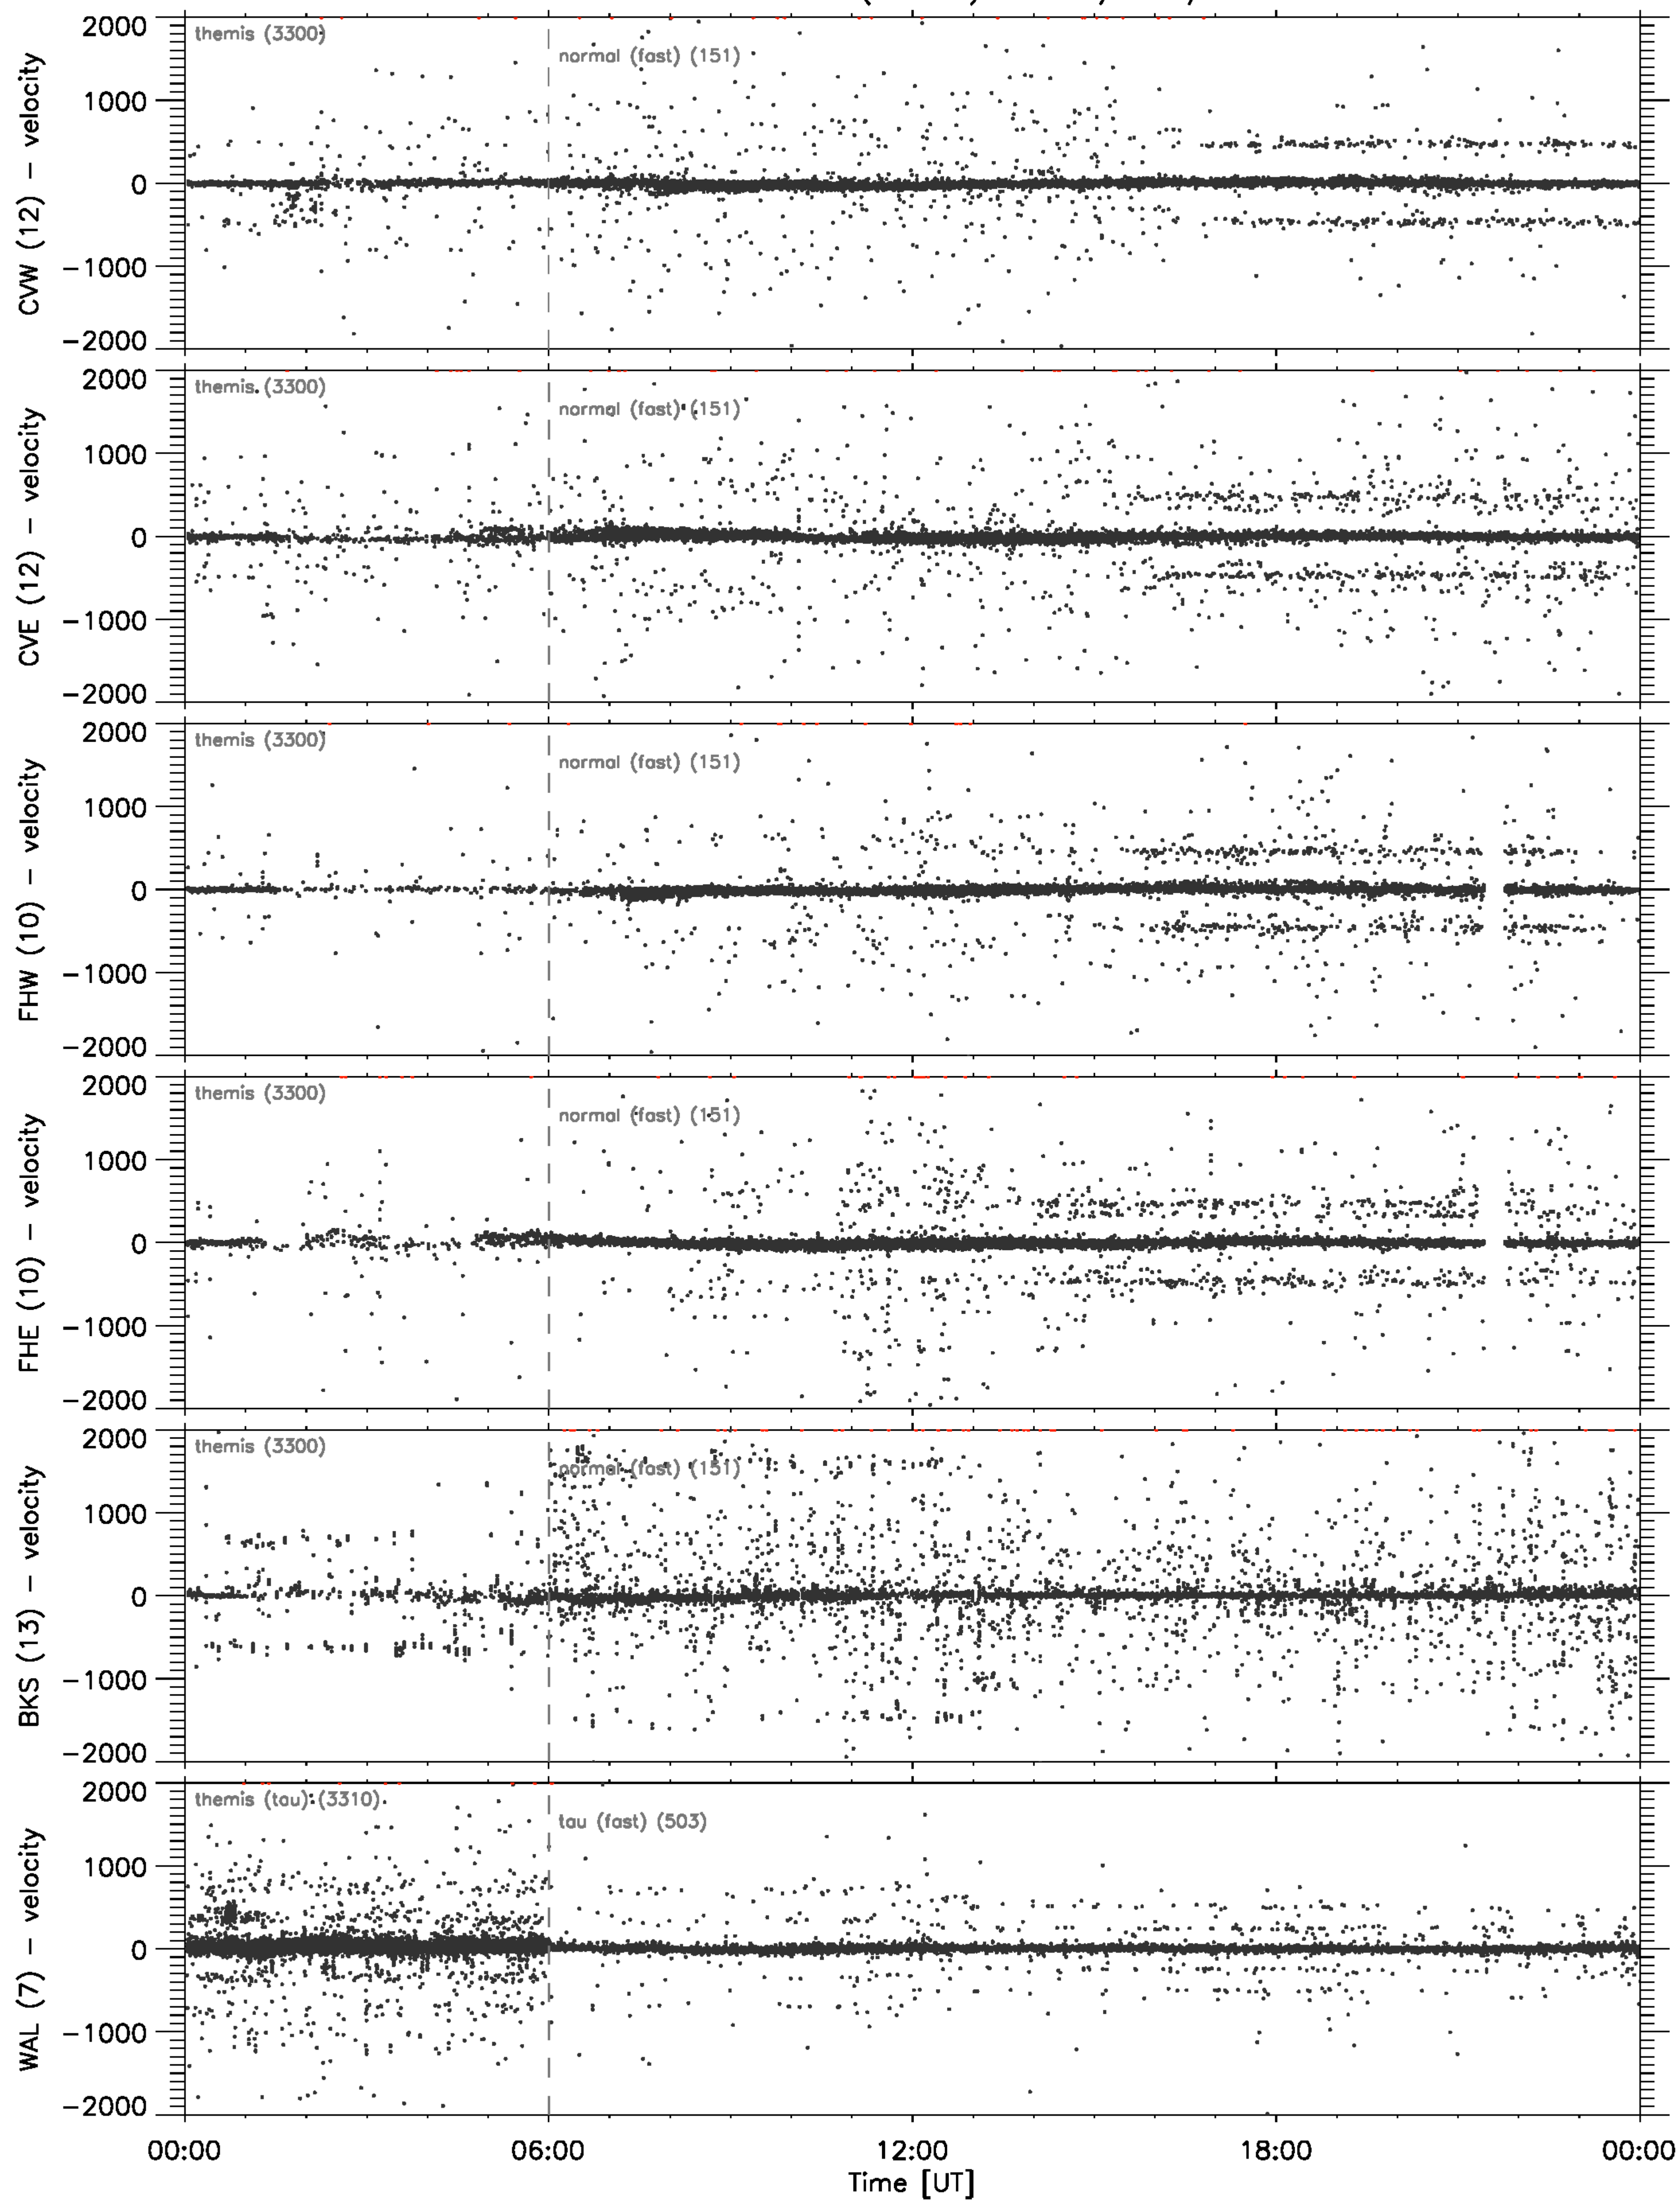 CVW (12) – velocity
2000
1000
0
−1000
−2000
themis (3300)
normal (fast) (151)
CVE (12) – velocity
2000
1000
0
−1000
−2000
themis (3300)
normal (fast) (151)
FHW (10) – velocity
2000
1000
0
−1000
−2000
themis (3300)
normal (fast) (151)
FHE (10) – velocity
2000
1000
0
−1000
−2000
themis (3300)
normal (fast) (151)
BKS (13) – velocity
2000
1000
0
−1000
−2000
themis (3300)
normal (fast) (151)
WAL (7) – velocity
2000
1000
0
−1000
−2000
themis (tau) (3310)
tau (fast) (503)
00:00 06:00 12:00 18:00 00:00
Time [UT]